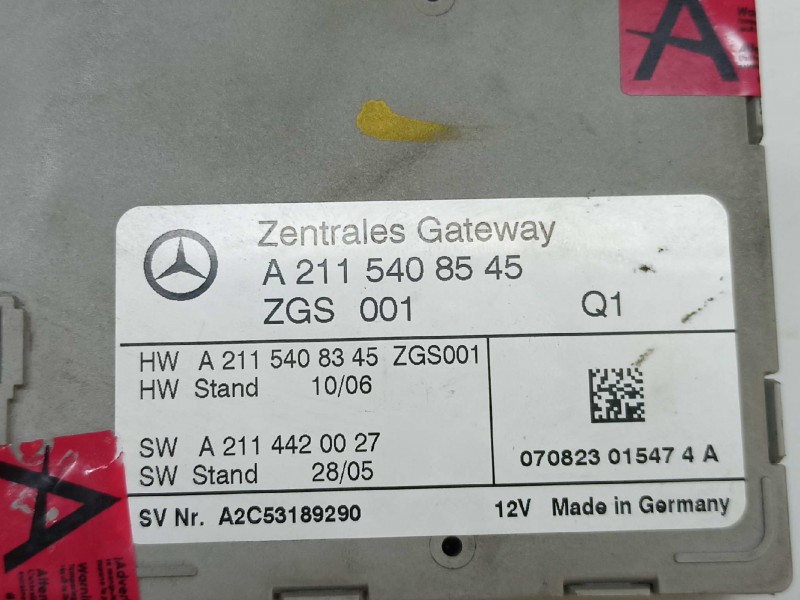 A
Zentrales Gateway
A 211 540 85 45
ZGS 001 Q1
HW A 211 540 83 45 ZGS001
HW Stand 10/06
SW A 211 442 00 27
SW Stand 28/05
070823 01547 4 A
SV Nr. A2C53189290 12V Made in Germany
A